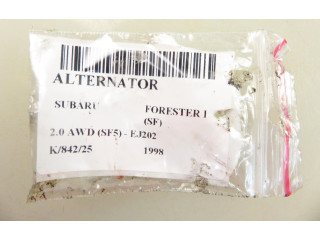 ALTERNATOR
SUBARU FORESTER I
(SF)
2.0 AWD (SF5) - EJ202
K/842/25 1998